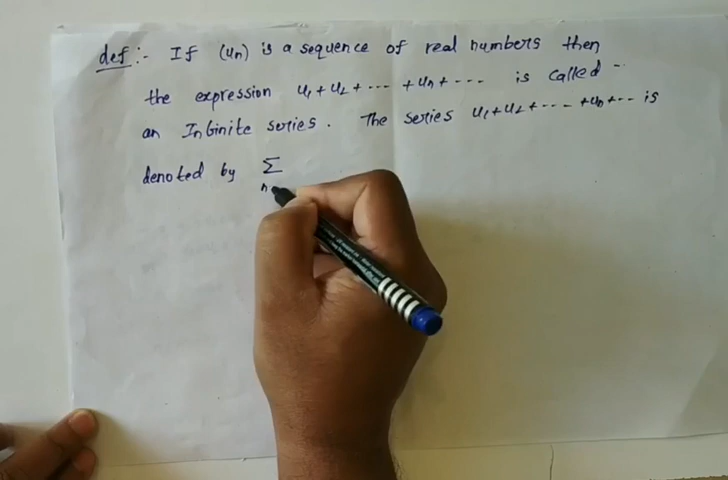 def:- If (un) is a sequence of real numbers then
the expression u1+u2+---+un+--- is called -
an Infinite series. The series u1+u2+---+un+--- is
denoted by Σ
n